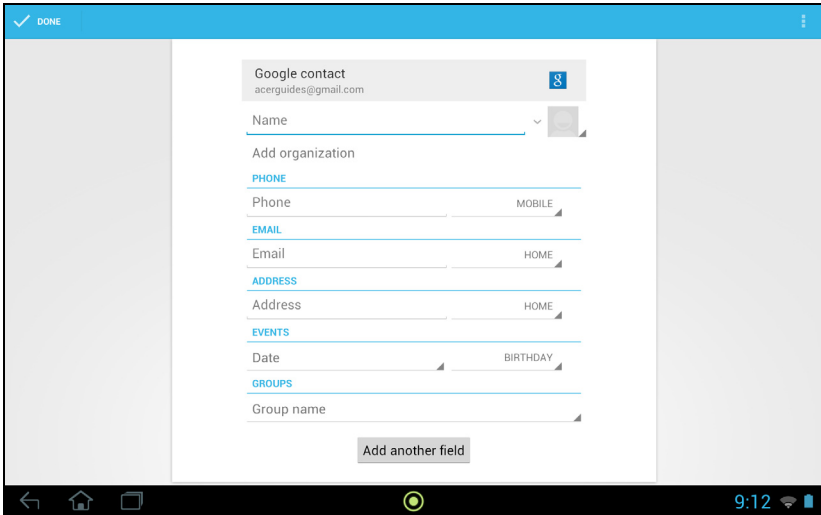 DONE
Google contact
acerguides@gmail.com
g
Name
Add organization
PHONE
Phone MOBILE
EMAIL
Email HOME
ADDRESS
Address HOME
EVENTS
Date BIRTHDAY
GROUPS
Group name
Add another field
9:12